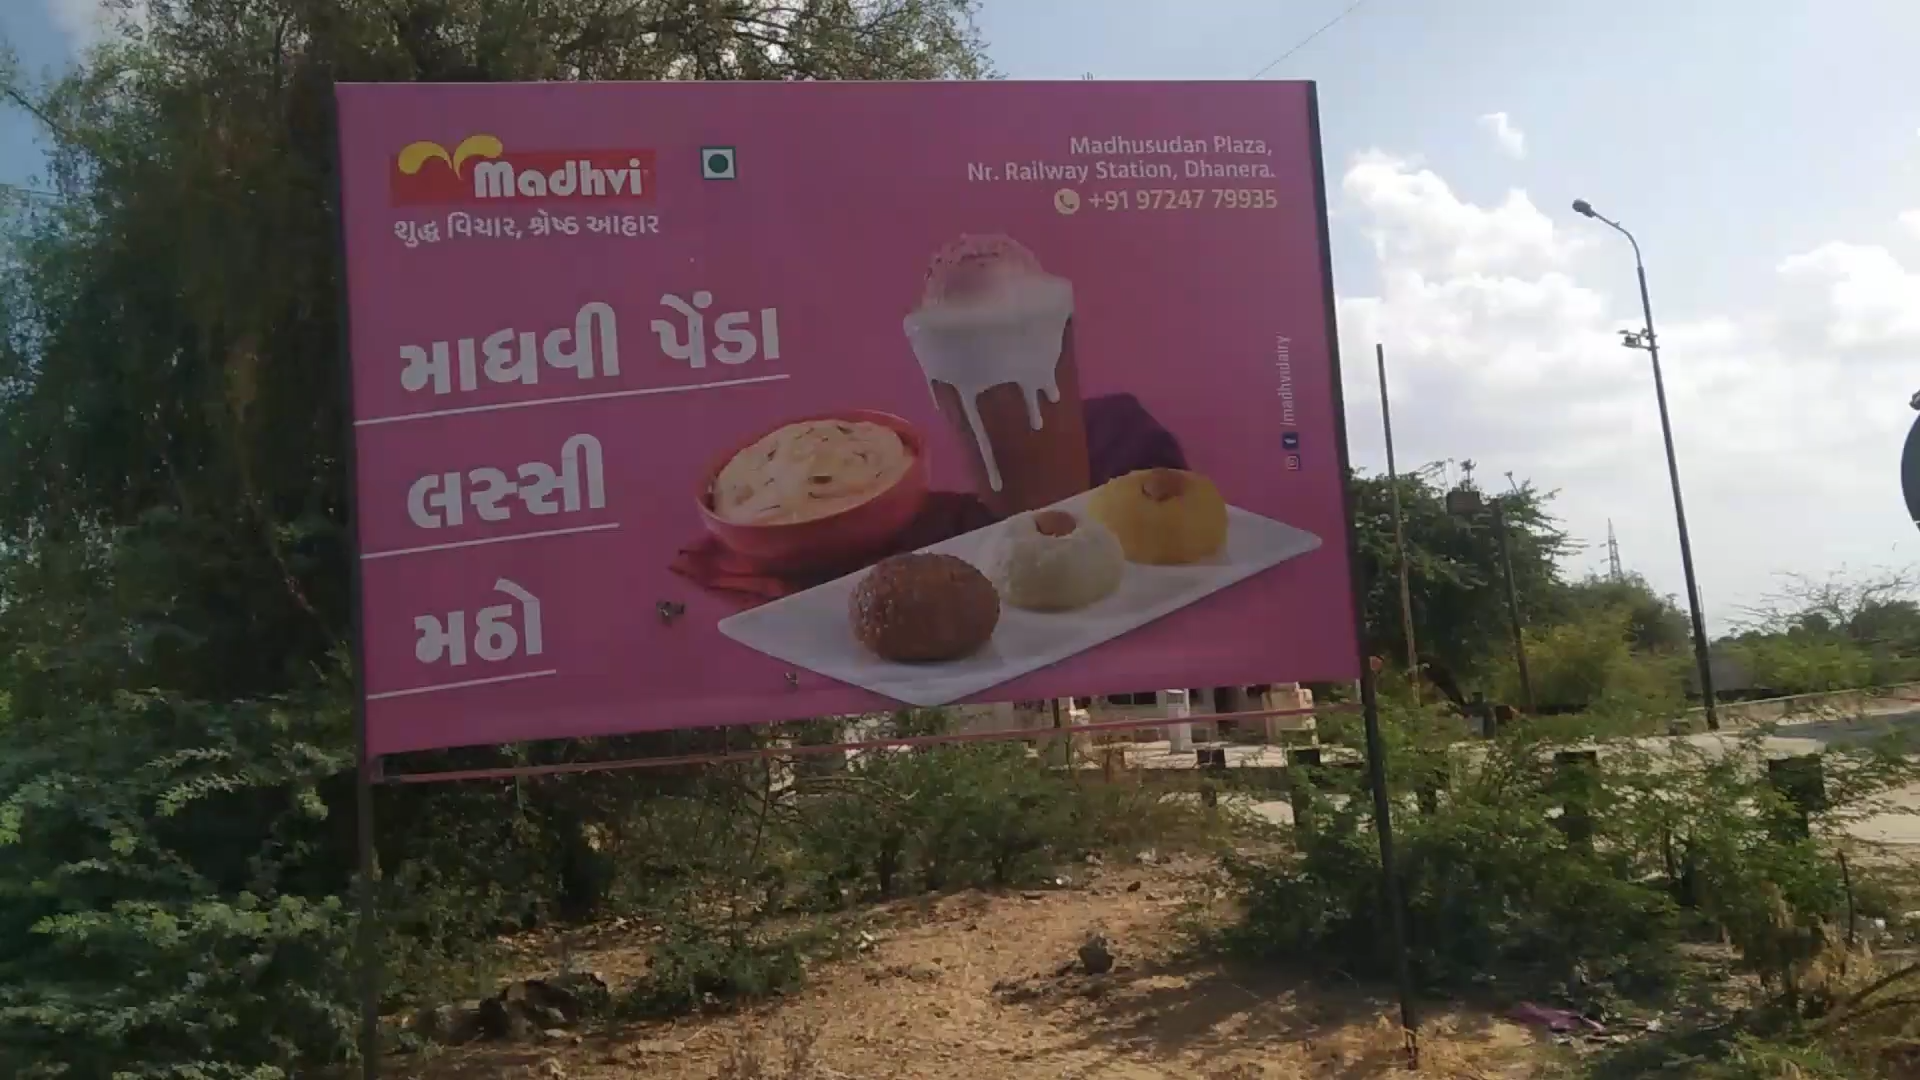 Madhvi
શુદ્ધ વિચાર, શ્રેષ્ઠ આહાર
Madhusudan Plaza,
Nr. Railway Station, Dhanera.
+91 97247 79935
માધવી પેંડા
લસ્સી
મઠો
/madhvidairy